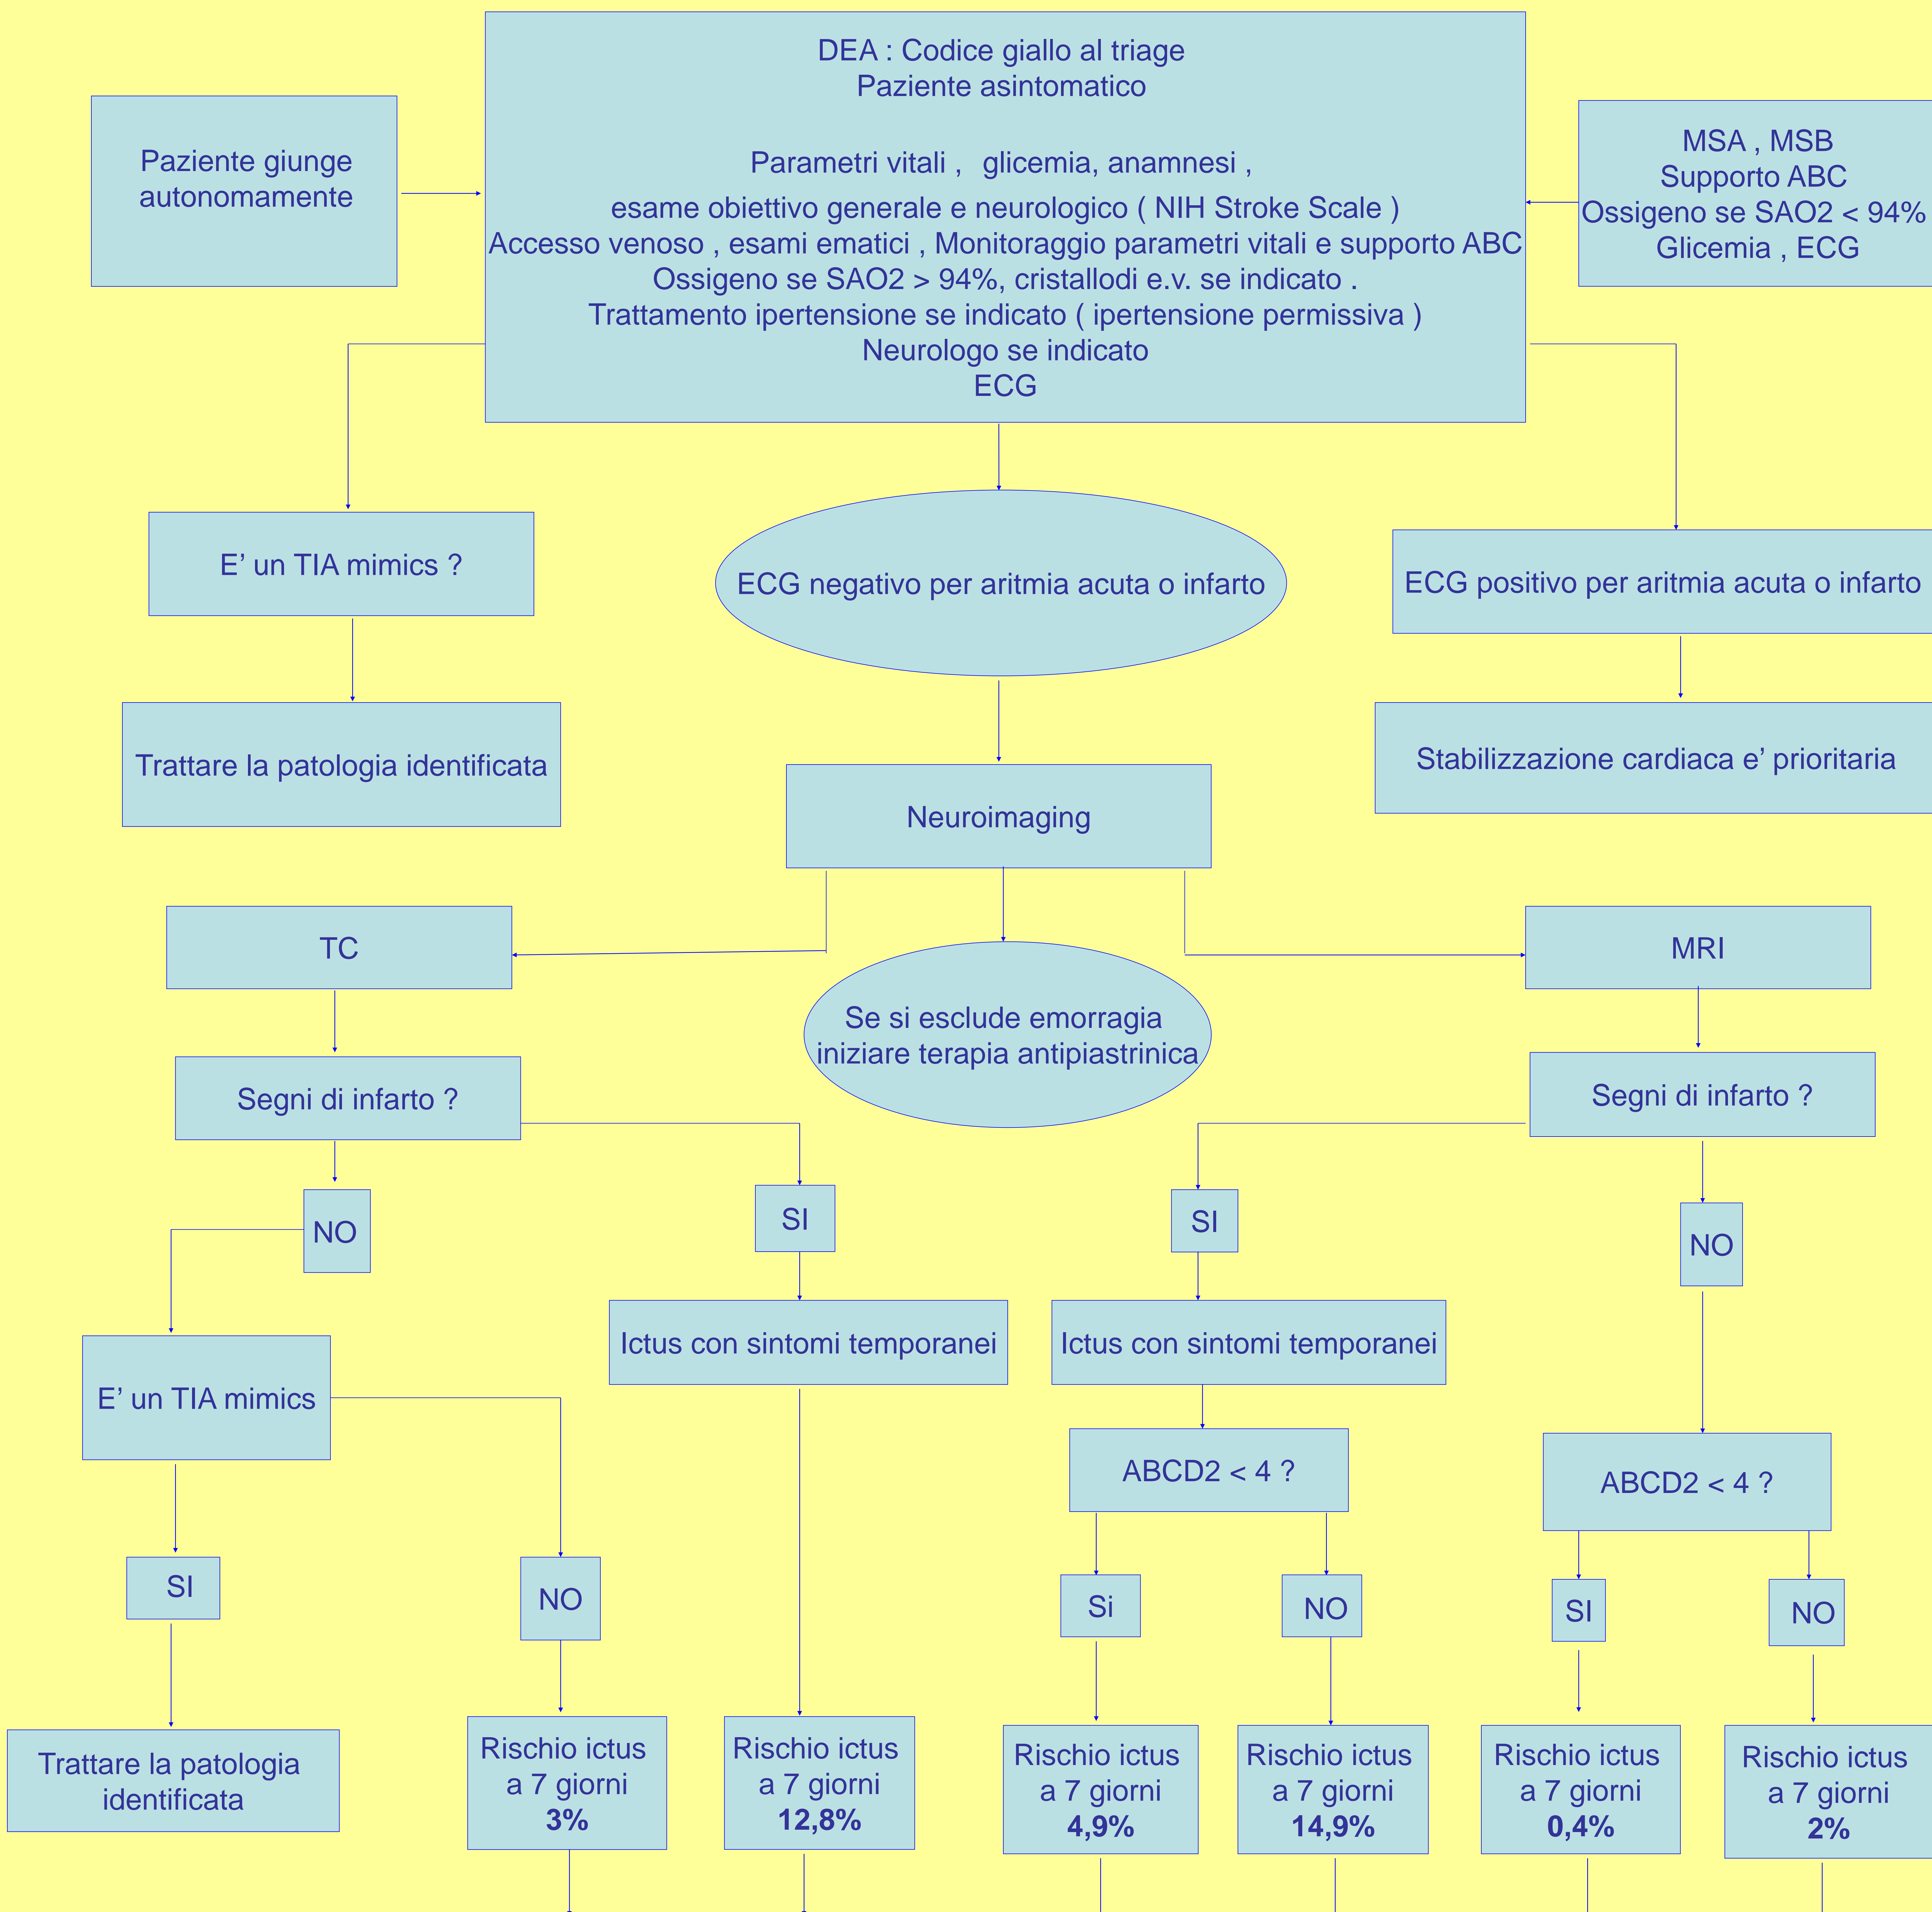 DEA : Codice giallo al triage
Paziente asintomatico
Parametri vitali , glicemia, anamnesi ,
esame obiettivo generale e neurologico ( NIH Stroke Scale )
Accesso venoso , esami ematici , Monitoraggio parametri vitali e supporto ABC
Ossigeno se SAO2 > 94%, cristallodi e.v. se indicato .
Trattamento ipertensione se indicato ( ipertensione permissiva )
Neurologo se indicato
ECG
Paziente giunge
autonomamente
MSA , MSB
Supporto ABC
Ossigeno se SAO2 < 94%
Glicemia , ECG
E’ un TIA mimics ?
ECG negativo per aritmia acuta o infarto
ECG positivo per aritmia acuta o infarto
Trattare la patologia identificata
Stabilizzazione cardiaca e’ prioritaria
Neuroimaging
TC
MRI
Se si esclude emorragia
iniziare terapia antipiastrinica
Segni di infarto ?
Segni di infarto ?
NO
SI
SI
NO
Ictus con sintomi temporanei
Ictus con sintomi temporanei
E’ un TIA mimics
ABCD2 < 4 ?
ABCD2 < 4 ?
SI
NO
Si
NO
SI
NO
Trattare la patologia
identificata
Rischio ictus
a 7 giorni
3%
Rischio ictus
a 7 giorni
12,8%
Rischio ictus
a 7 giorni
4,9%
Rischio ictus
a 7 giorni
14,9%
Rischio ictus
a 7 giorni
0,4%
Rischio ictus
a 7 giorni
2%